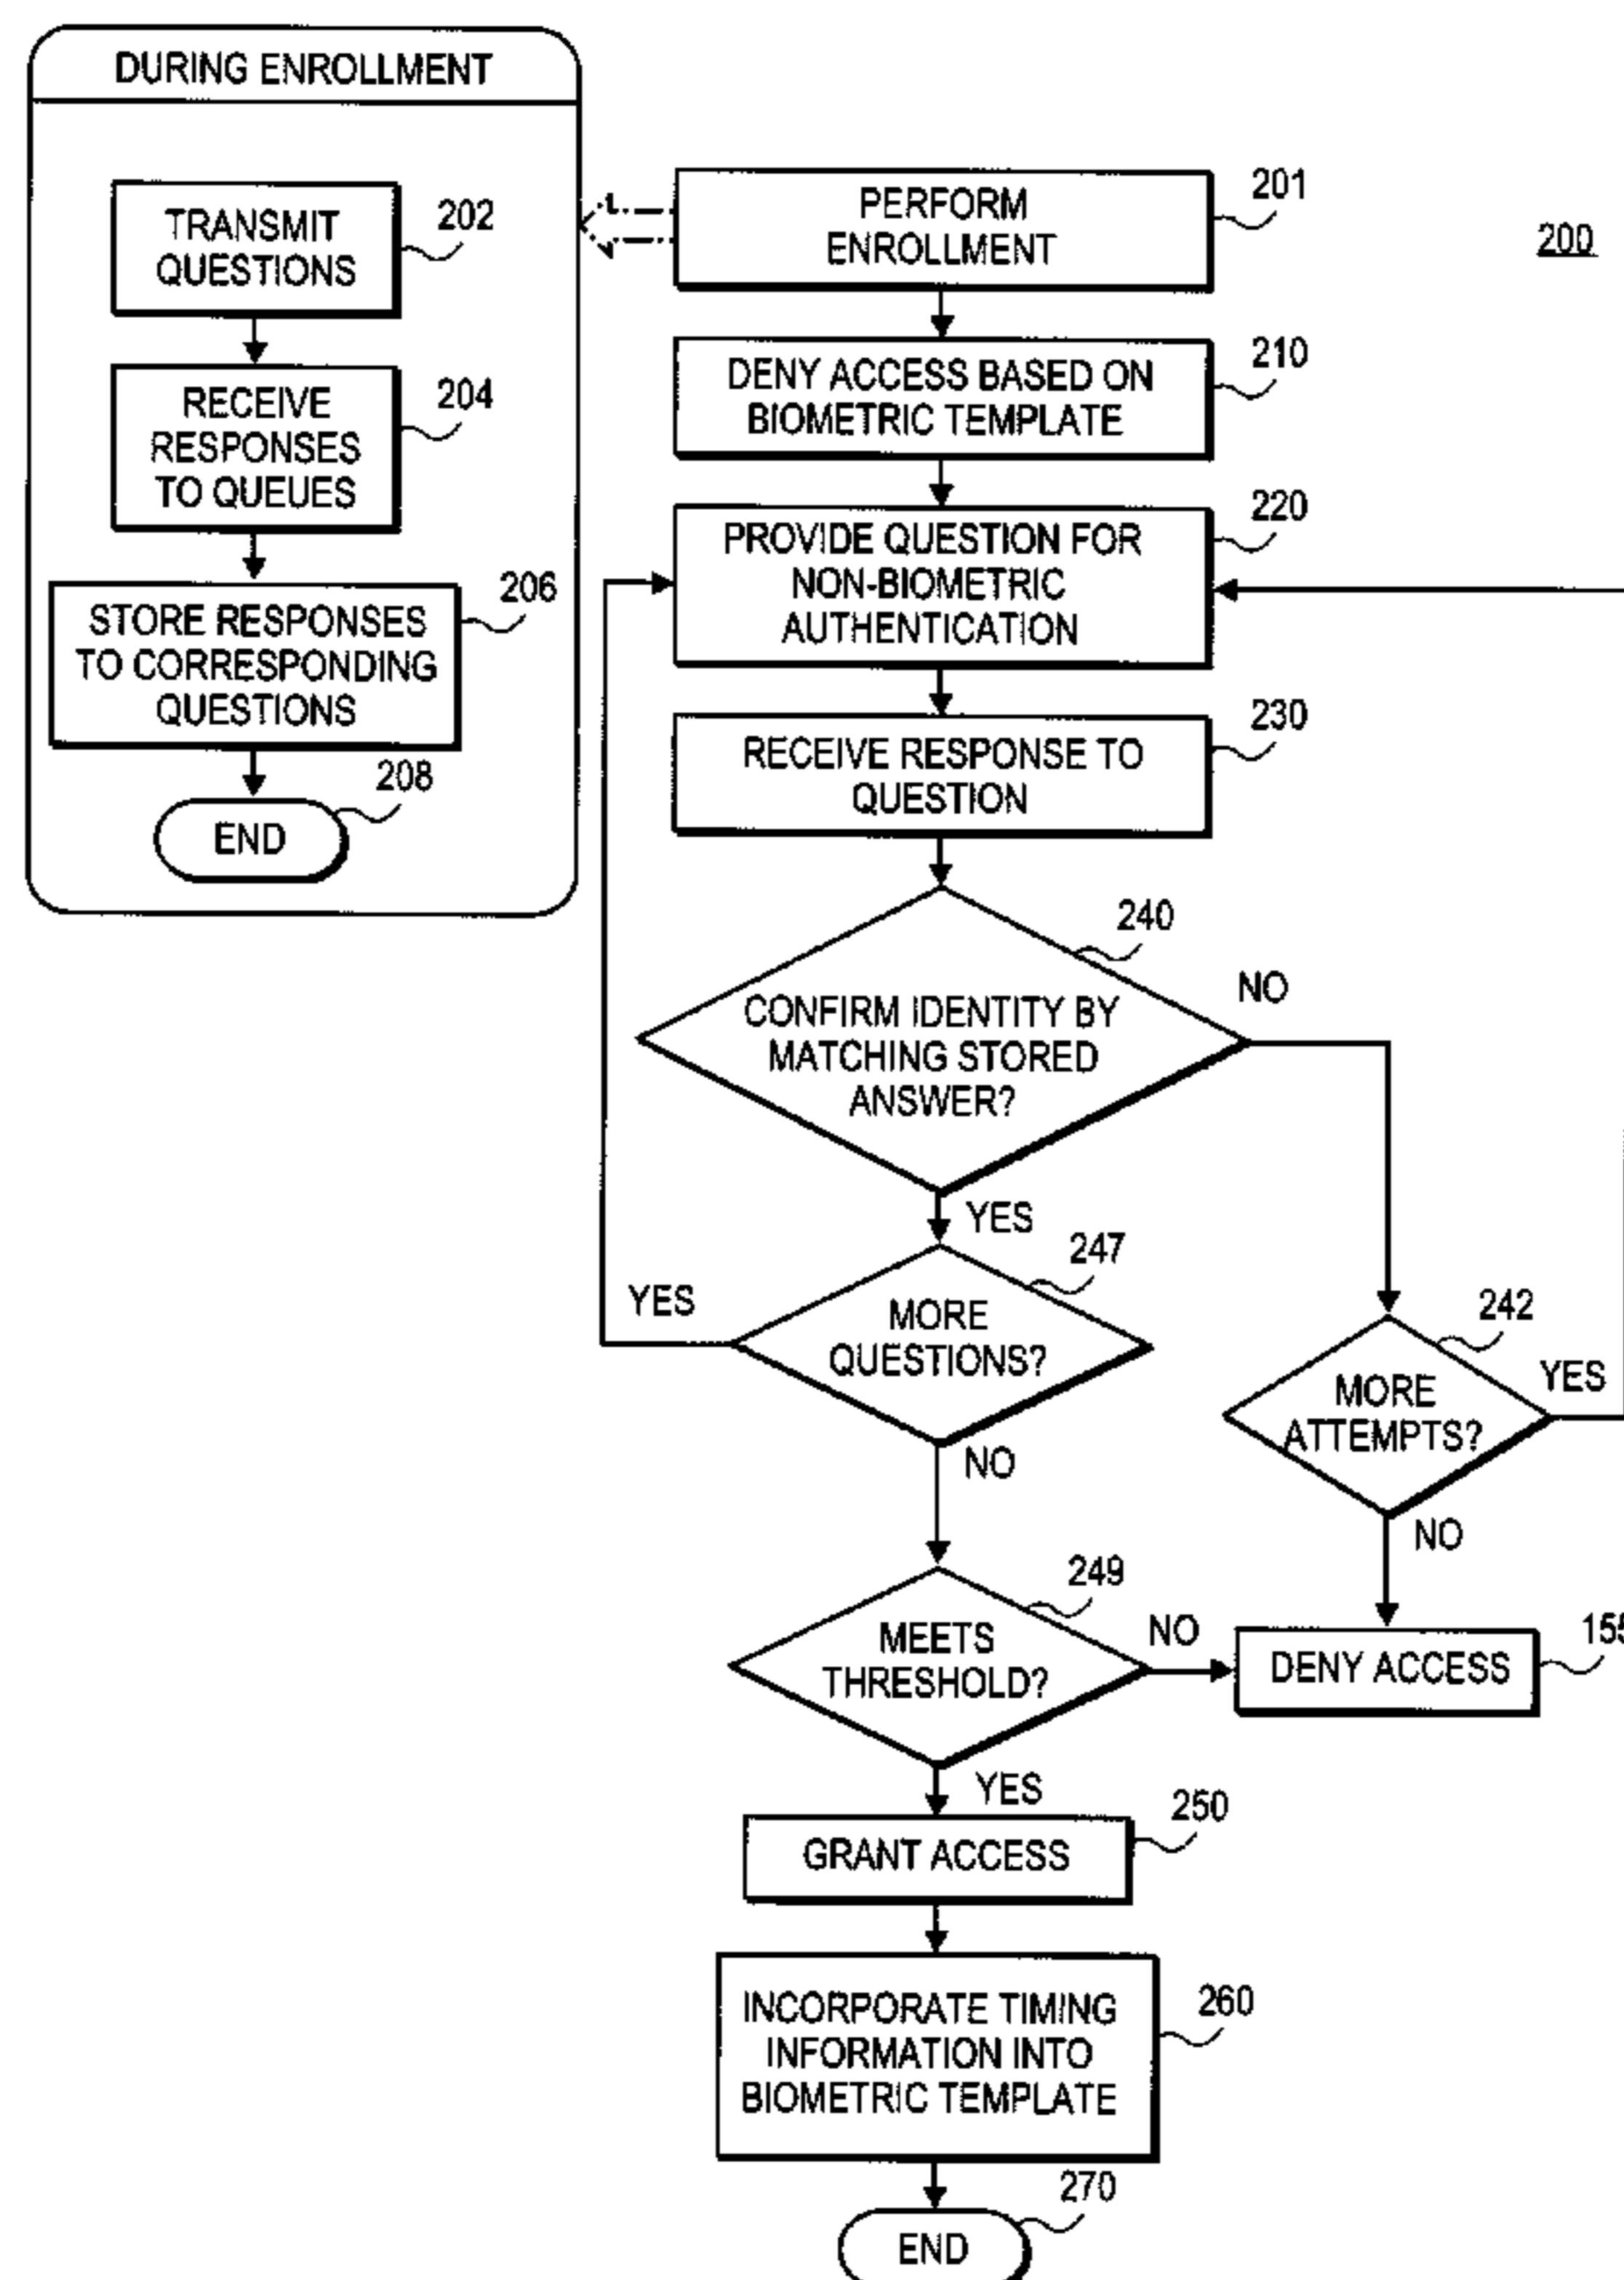 DURING ENROLLMENT
TRANSMIT
QUESTIONS
202
RECEIVE
RESPONSES
TO QUEUES
204
STORE RESPONSES
TO CORRESPONDING
QUESTIONS
206
END
208
200
PERFORM
ENROLLMENT
201
DENY ACCESS BASED ON
BIOMETRIC TEMPLATE
210
PROVIDE QUESTION FOR
NON-BIOMETRIC
AUTHENTICATION
220
RECEIVE RESPONSE TO
QUESTION
230
CONFIRM IDENTITY BY
MATCHING STORED
ANSWER?
240
NO
YES
MORE
QUESTIONS?
247
YES
NO
MORE
ATTEMPTS?
242
YES
NO
MEETS
THRESHOLD?
249
NO
YES
DENY ACCESS
155
GRANT ACCESS
250
INCORPORATE TIMING
INFORMATION INTO
BIOMETRIC TEMPLATE
260
END
270